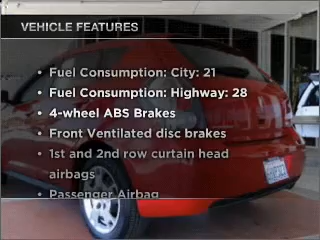 VEHICLE FEATURES
• Fuel Consumption: City: 21
• Fuel Consumption: Highway: 28
• 4-wheel ABS Brakes
• Front Ventilated disc brakes
• 1st and 2nd row curtain head
airbags
• Passenger Airbag